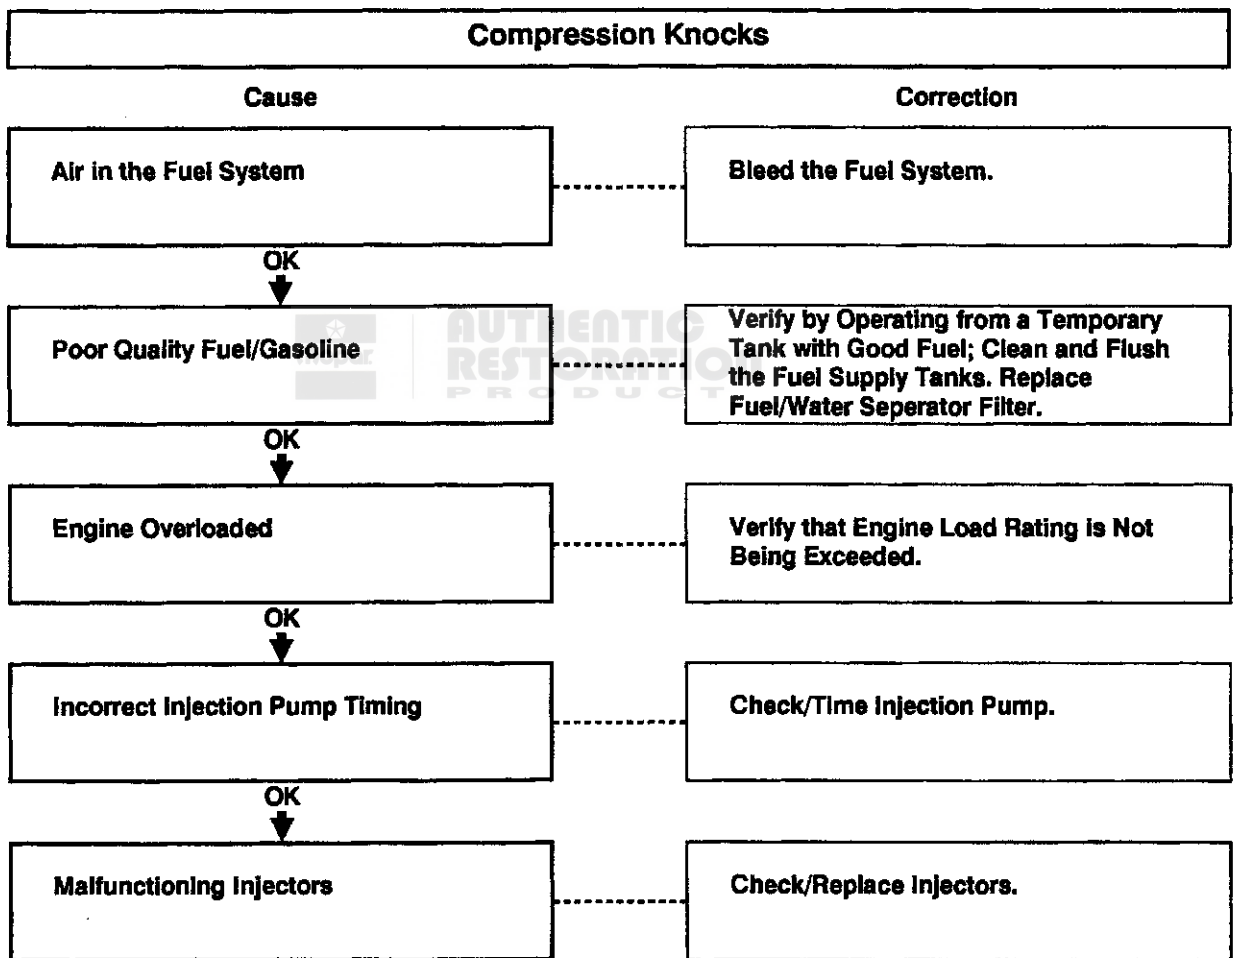 Compression Knocks
Cause
Correction
Air in the Fuel System
Bleed the Fuel System.
OK
Poor Quality Fuel/Gasoline
Verify by Operating from a Temporary
Tank with Good Fuel; Clean and Flush
the Fuel Supply Tanks. Replace
Fuel/Water Seperator Filter.
AUTHENTIC
RESTORATION
PRODUCT
OK
Engine Overloaded
Verify that Engine Load Rating is Not
Being Exceeded.
OK
Incorrect Injection Pump Timing
Check/Time Injection Pump.
OK
Malfunctioning Injectors
Check/Replace Injectors.